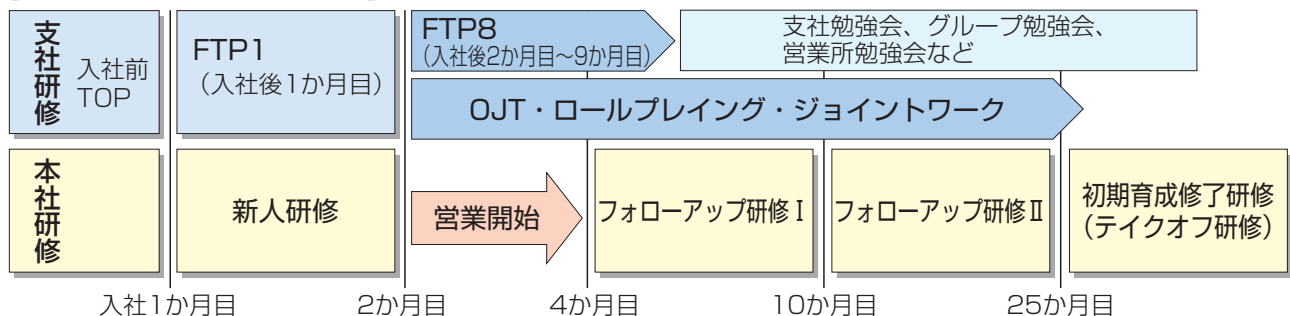 支社研修
入社前
TOP
FTP1
（入社後1か月目）
FTP8
（入社後2か月目～9か月目）
支社勉強会、グループ勉強会、
営業所勉強会など
OJT・ロールプレイング・ジョイントワーク
本社研修
新人研修
営業開始
フォローアップ研修Ⅰ
フォローアップ研修Ⅱ
初期育成修了研修
（テイクオフ研修）
入社1か月目
2か月目
4か月目
10か月目
25か月目